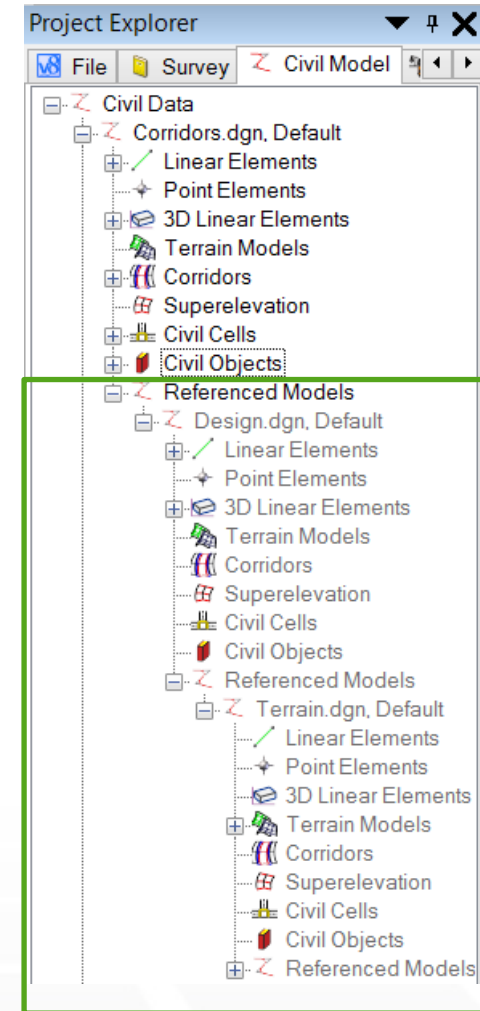 Project Explorer
V8 File Survey Civil Model
Civil Data
Corridors.dgn, Default
Linear Elements
Point Elements
3D Linear Elements
Terrain Models
Corridors
Superelevation
Civil Cells
Civil Objects
Referenced Models
Design.dgn, Default
Linear Elements
Point Elements
3D Linear Elements
Terrain Models
Corridors
Superelevation
Civil Cells
Civil Objects
Referenced Models
Terrain.dgn, Default
Linear Elements
Point Elements
3D Linear Elements
Terrain Models
Corridors
Superelevation
Civil Cells
Civil Objects
Referenced Models